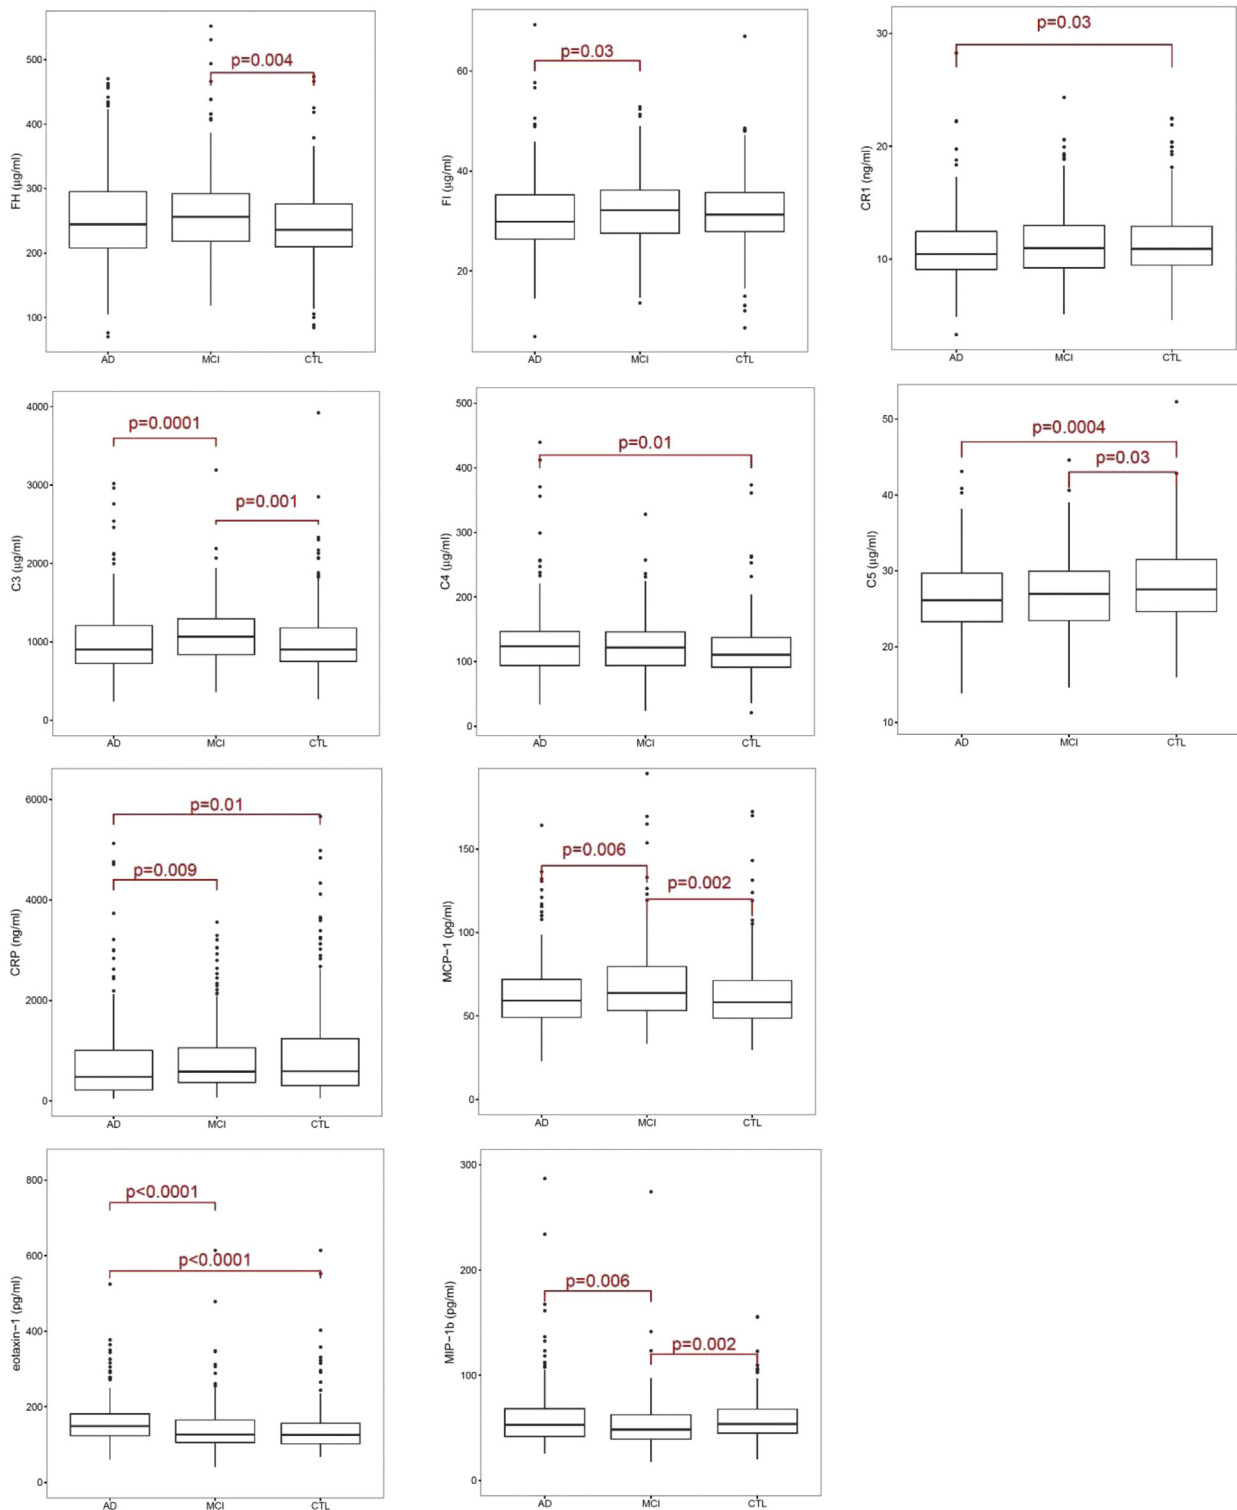 FH (µg/ml)
500
400
300
200
100
p=0.004
AD MCI CTL
FI (µg/ml)
60
40
20
p=0.03
AD MCI CTL
CR1 (ng/ml)
30
20
10
p=0.03
AD MCI CTL
C3 (µg/ml)
4000
3000
2000
1000
0
p=0.0001
p=0.001
AD MCI CTL
C4 (µg/ml)
500
400
300
200
100
0
p=0.01
AD MCI CTL
C5 (µg/ml)
50
40
30
20
10
p=0.0004
p=0.03
AD MCI CTL
CRP (ng/ml)
6000
4000
2000
0
p=0.01
p=0.009
AD MCI CTL
MCP−1 (pg/ml)
150
100
50
0
p=0.006
p=0.002
AD MCI CTL
eotaxin−1 (pg/ml)
800
600
400
200
0
p<0.0001
p<0.0001
AD MCI CTL
MIP−1b (pg/ml)
300
200
100
0
p=0.006
p=0.002
AD MCI CTL